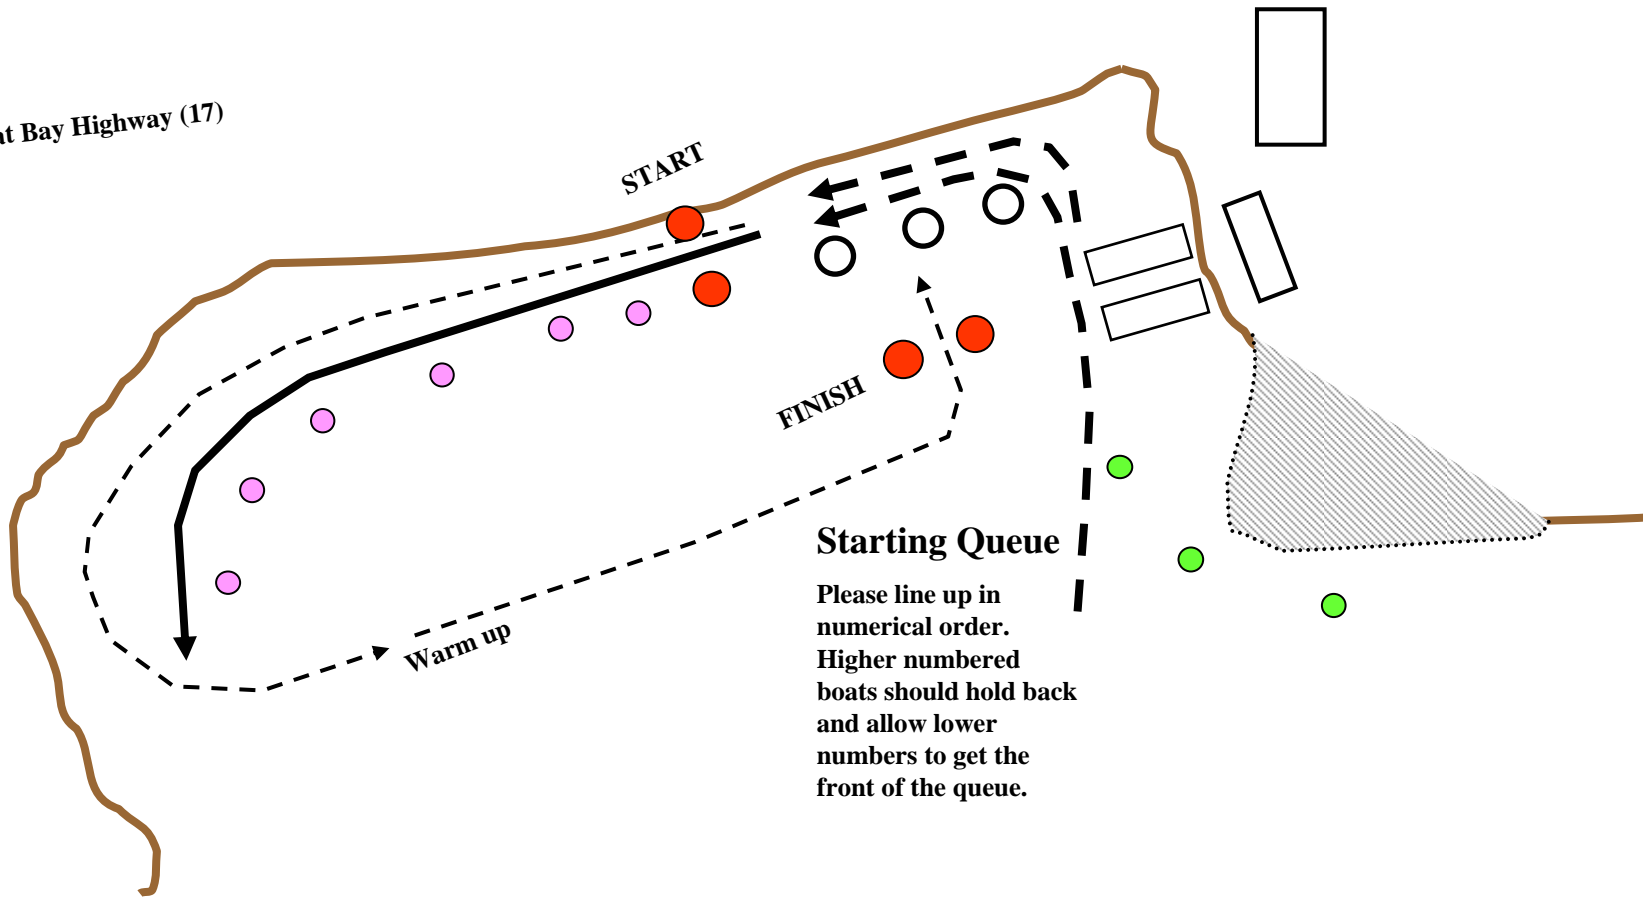 Bay Highway (17)
START
FINISH
Warm up
Starting Queue
Please line up in
numerical order.
Higher numbered
boats should hold back
and allow lower
numbers to get the
front of the queue.